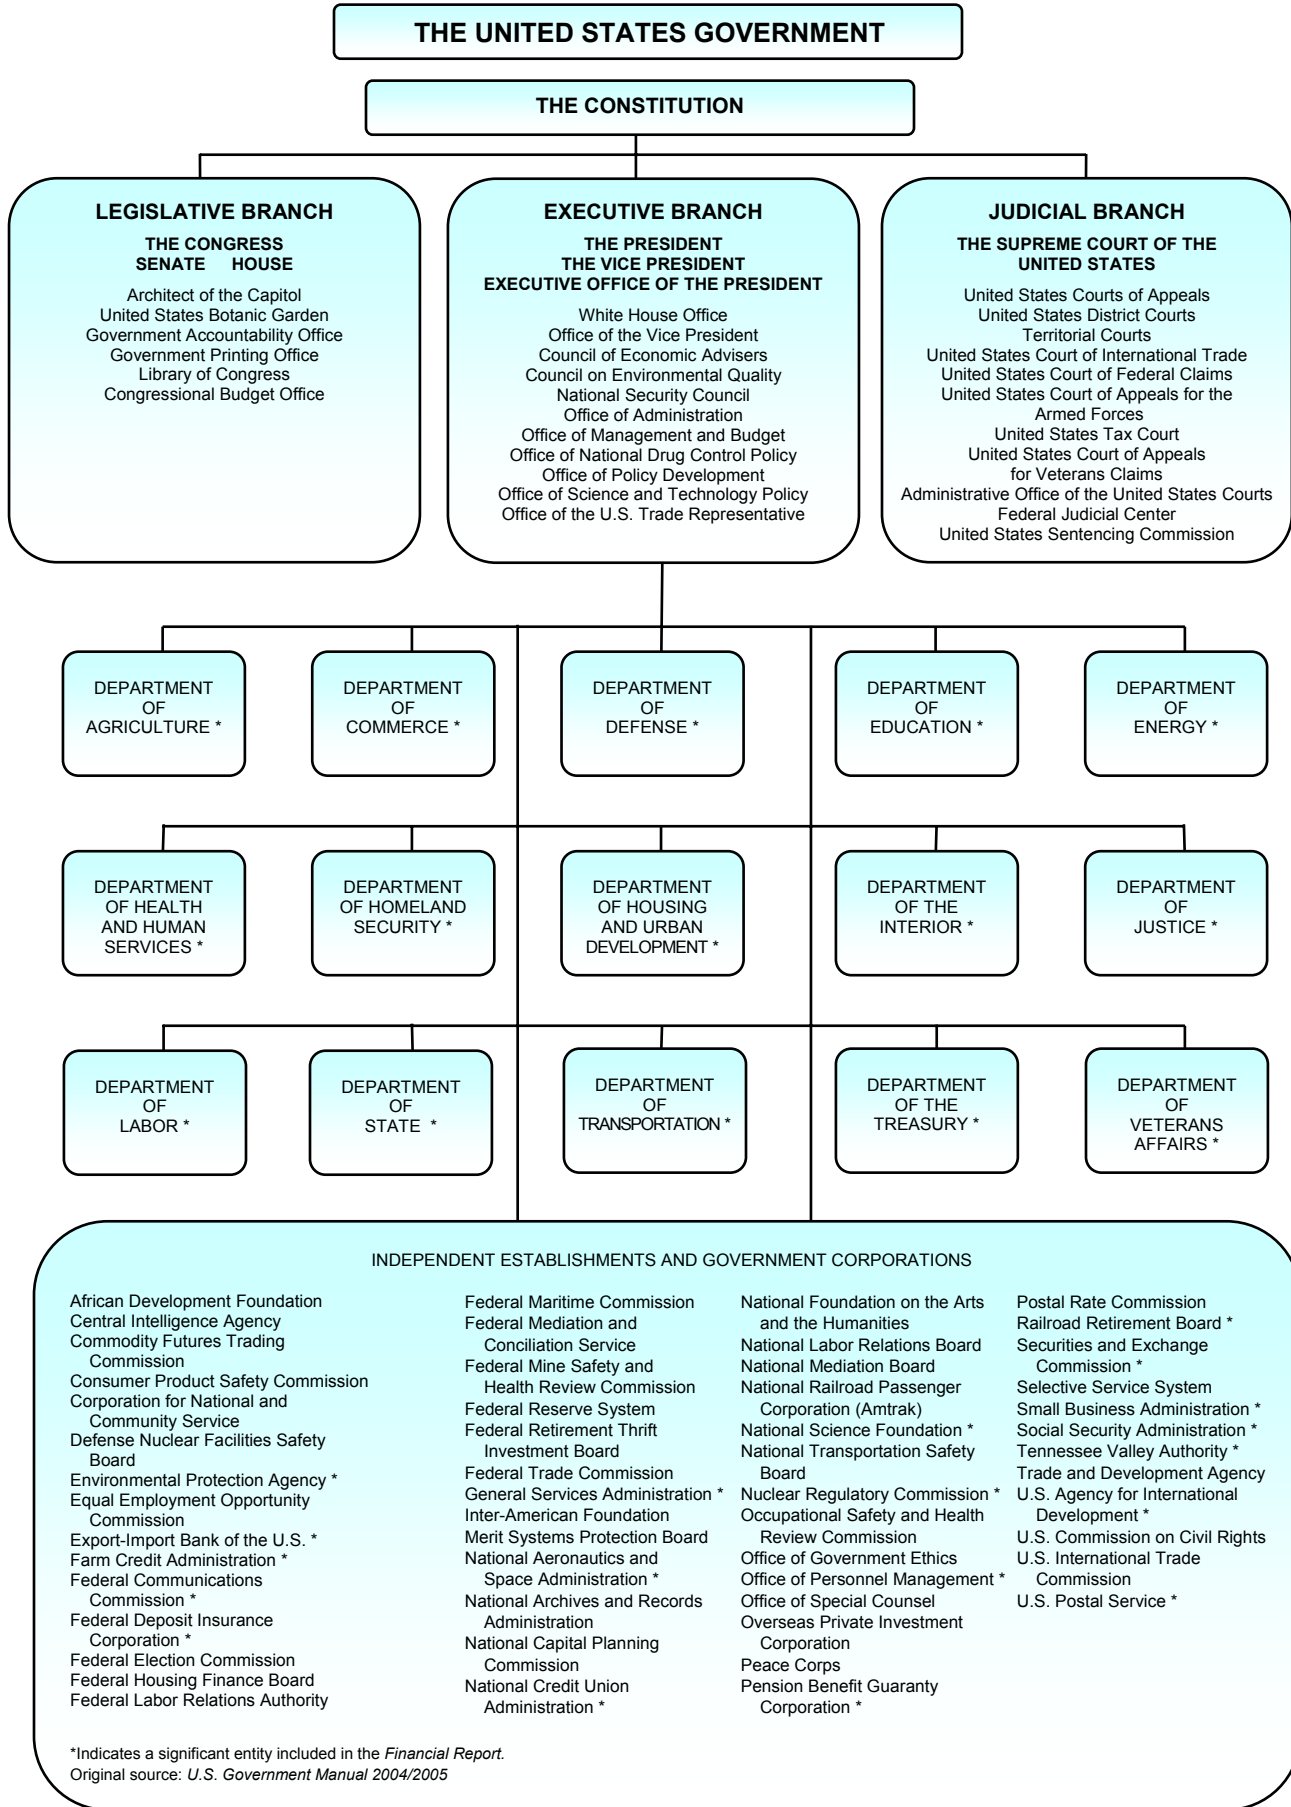 THE UNITED STATES GOVERNMENT
THE CONSTITUTION
LEGISLATIVE BRANCH
THE CONGRESS
SENATE HOUSE
Architect of the Capitol
United States Botanic Garden
Government Accountability Office
Government Printing Office
Library of Congress
Congressional Budget Office
EXECUTIVE BRANCH
THE PRESIDENT
THE VICE PRESIDENT
EXECUTIVE OFFICE OF THE PRESIDENT
White House Office
Office of the Vice President
Council of Economic Advisers
Council on Environmental Quality
National Security Council
Office of Administration
Office of Management and Budget
Office of National Drug Control Policy
Office of Policy Development
Office of Science and Technology Policy
Office of the U.S. Trade Representative
JUDICIAL BRANCH
THE SUPREME COURT OF THE
UNITED STATES
United States Courts of Appeals
United States District Courts
Territorial Courts
United States Court of International Trade
United States Court of Federal Claims
United States Court of Appeals for the
Armed Forces
United States Tax Court
United States Court of Appeals
for Veterans Claims
Administrative Office of the United States Courts
Federal Judicial Center
United States Sentencing Commission
DEPARTMENT
OF
AGRICULTURE *
DEPARTMENT
OF
COMMERCE *
DEPARTMENT
OF
DEFENSE *
DEPARTMENT
OF
EDUCATION *
DEPARTMENT
OF
ENERGY *
DEPARTMENT
OF HEALTH
AND HUMAN
SERVICES *
DEPARTMENT
OF HOMELAND
SECURITY *
DEPARTMENT
OF HOUSING
AND URBAN
DEVELOPMENT *
DEPARTMENT
OF THE
INTERIOR *
DEPARTMENT
OF
JUSTICE *
DEPARTMENT
OF
LABOR *
DEPARTMENT
OF
STATE *
DEPARTMENT
OF
TRANSPORTATION *
DEPARTMENT
OF THE
TREASURY *
DEPARTMENT
OF
VETERANS
AFFAIRS *
INDEPENDENT ESTABLISHMENTS AND GOVERNMENT CORPORATIONS
African Development Foundation
Central Intelligence Agency
Commodity Futures Trading
Commission
Consumer Product Safety Commission
Corporation for National and
Community Service
Defense Nuclear Facilities Safety
Board
Environmental Protection Agency *
Equal Employment Opportunity
Commission
Export-Import Bank of the U.S. *
Farm Credit Administration *
Federal Communications
Commission *
Federal Deposit Insurance
Corporation *
Federal Election Commission
Federal Housing Finance Board
Federal Labor Relations Authority
Federal Maritime Commission
Federal Mediation and
Conciliation Service
Federal Mine Safety and
Health Review Commission
Federal Reserve System
Federal Retirement Thrift
Investment Board
Federal Trade Commission
General Services Administration *
Inter-American Foundation
Merit Systems Protection Board
National Aeronautics and
Space Administration *
National Archives and Records
Administration
National Capital Planning
Commission
National Credit Union
Administration *
National Foundation on the Arts
and the Humanities
National Labor Relations Board
National Mediation Board
National Railroad Passenger
Corporation (Amtrak)
National Science Foundation *
National Transportation Safety
Board
Nuclear Regulatory Commission *
Occupational Safety and Health
Review Commission
Office of Government Ethics
Office of Personnel Management *
Office of Special Counsel
Overseas Private Investment
Corporation
Peace Corps
Pension Benefit Guaranty
Corporation *
Postal Rate Commission
Railroad Retirement Board *
Securities and Exchange
Commission *
Selective Service System
Small Business Administration *
Social Security Administration *
Tennessee Valley Authority *
Trade and Development Agency
U.S. Agency for International
Development *
U.S. Commission on Civil Rights
U.S. International Trade
Commission
U.S. Postal Service *
*Indicates a significant entity included in the Financial Report.
Original source: U.S. Government Manual 2004/2005